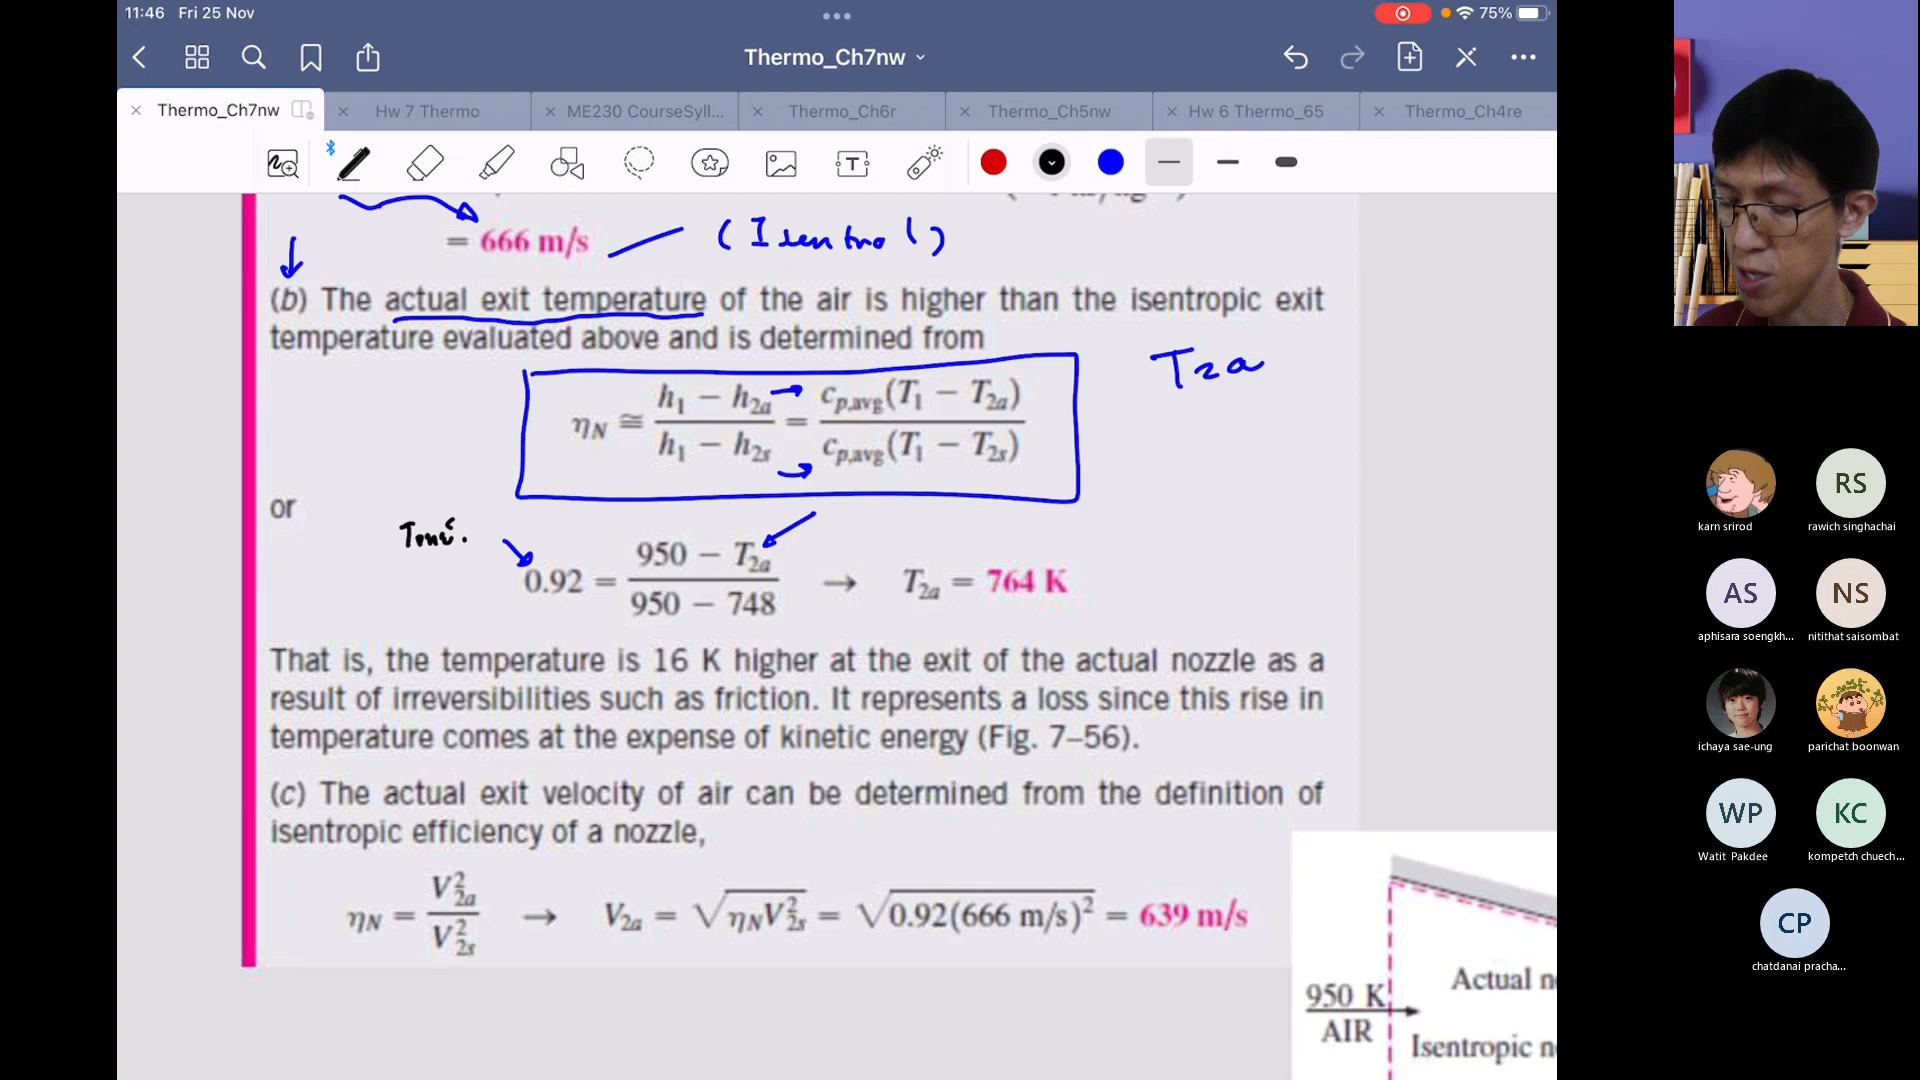 11:46 Fri 25 Nov
75%
Thermo_Ch7nw
Thermo_Ch7nw
Hw 7 Thermo
ME230 CourseSyll...
Thermo_Ch6r
Thermo_Ch5nw
Hw 6 Thermo_65
Thermo_Ch4re
= 666 m/s
(b) The actual exit temperature of the air is higher than the isentropic exit
temperature evaluated above and is determined from
T2a
ηN ≅ (h1 − h2a)/(h1 − h2s) = cp,avg(T1 − T2a)/cp,avg(T1 − T2s)
or
0.92 = (950 − T2a)/(950 − 748) → T2a = 764 K
That is, the temperature is 16 K higher at the exit of the actual nozzle as a
result of irreversibilities such as friction. It represents a loss since this rise in
temperature comes at the expense of kinetic energy (Fig. 7–56).
(c) The actual exit velocity of air can be determined from the definition of
isentropic efficiency of a nozzle,
ηN = V²2a/V²2s → V2a = √ηNV²2s = √0.92(666 m/s)² = 639 m/s
950 K
AIR
Actual n
Isentropic n
karn srirod
RS
rawich singhachai
AS
aphisara soengkh...
NS
nitithat saisombat
ichaya sae-ung
parichat boonwan
WP
Watit Pakdee
KC
kompetch chuech...
CP
chatdanai pracha...